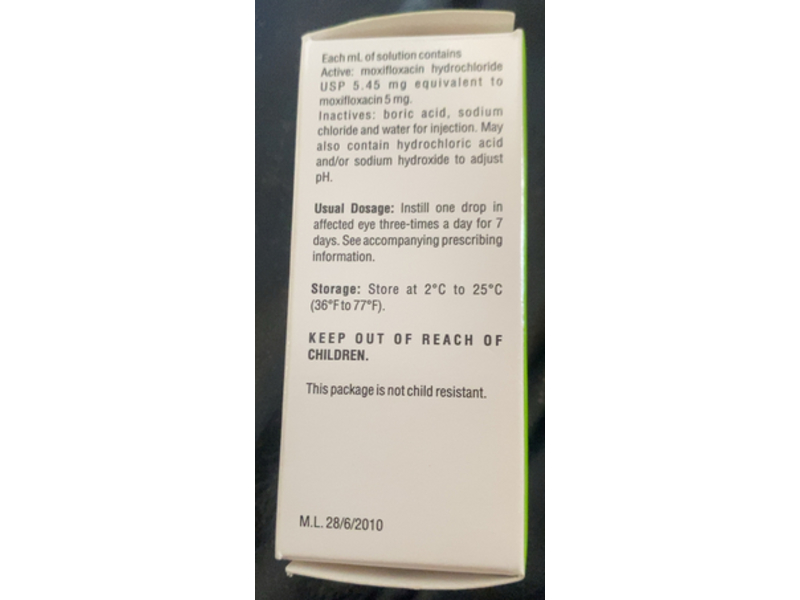 Each mL of solution contains
Active: moxifloxacin hydrochloride
USP 5.45 mg equivalent to
moxifloxacin 5 mg.
Inactives: boric acid, sodium
chloride and water for injection. May
also contain hydrochloric acid
and/or sodium hydroxide to adjust
pH.
Usual Dosage: Instill one drop in
affected eye three-times a day for 7
days. See accompanying prescribing
information.
Storage: Store at 2°C to 25°C
(36°F to 77°F).
KEEP OUT OF REACH OF
CHILDREN.
This package is not child resistant.
M.L. 28/6/2010